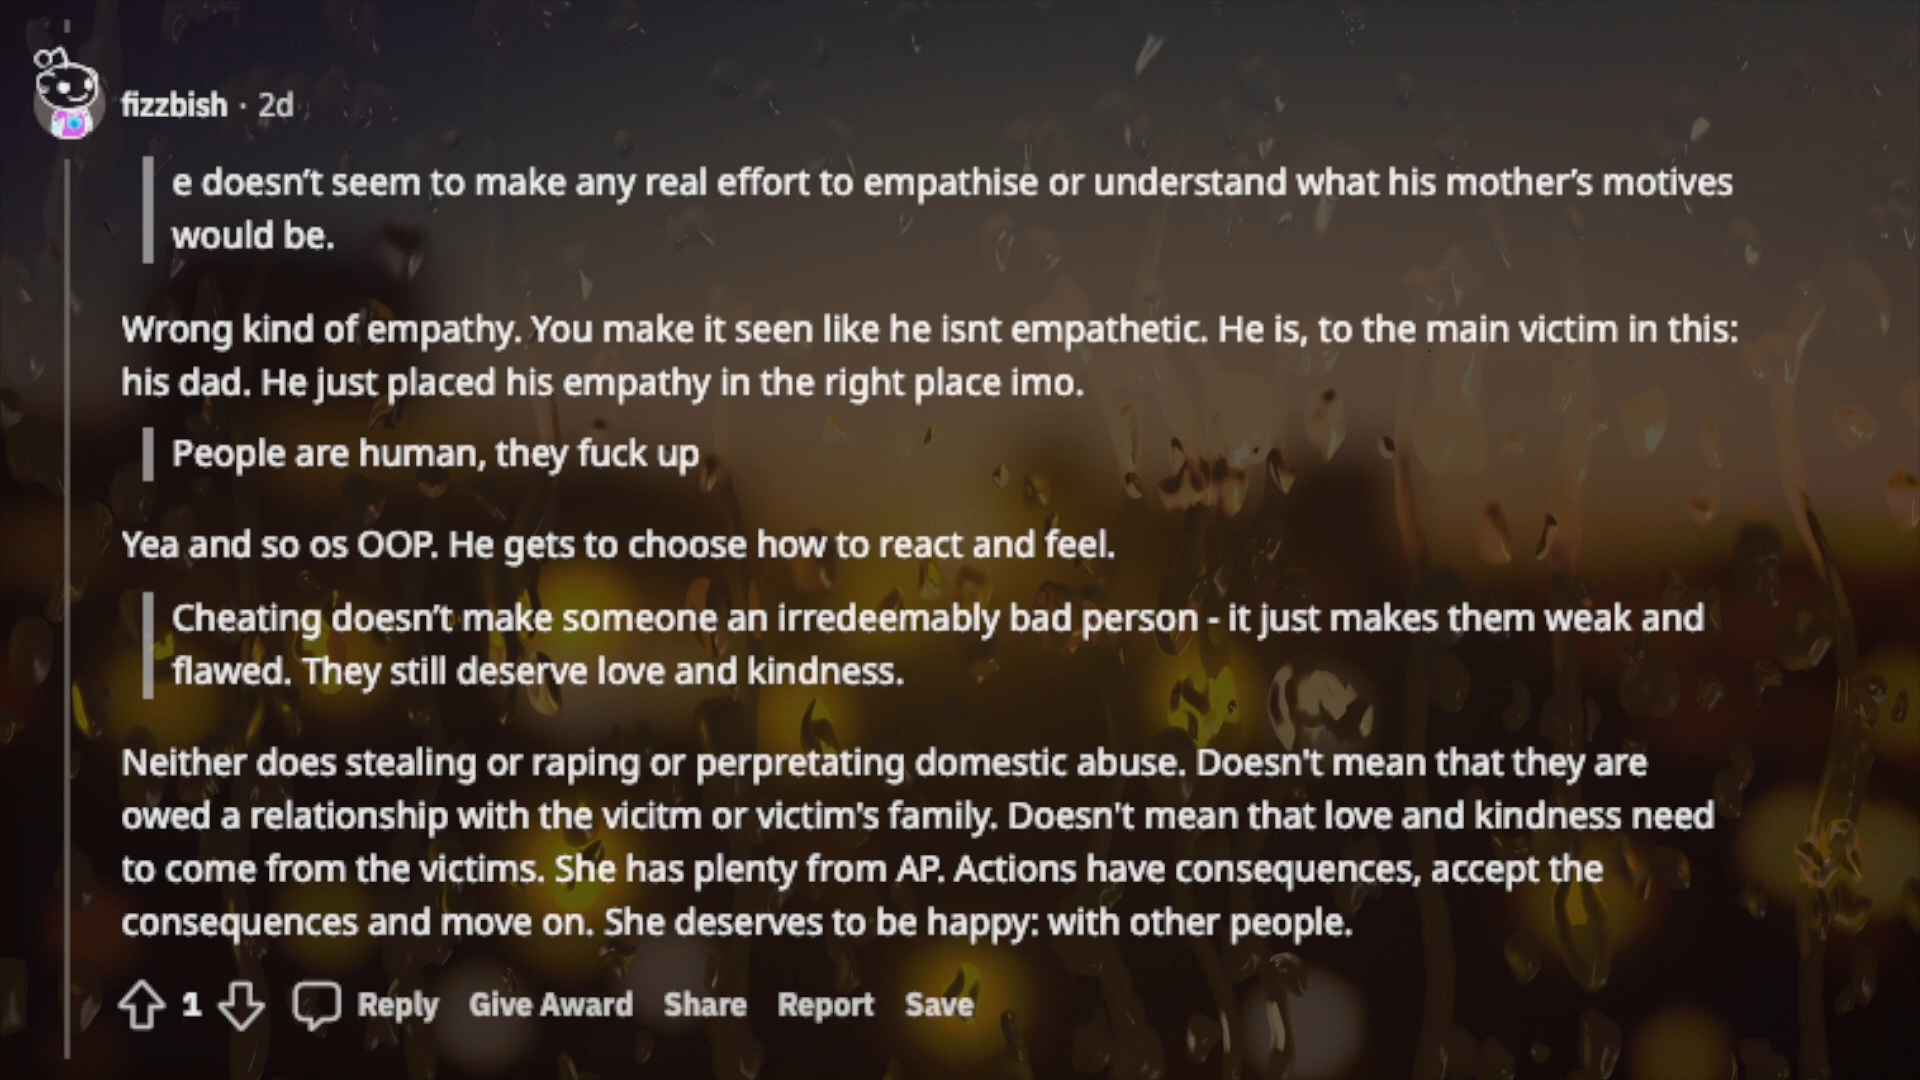 fizzbish · 2d
e doesn’t seem to make any real effort to empathise or understand what his mother’s motives
would be.
Wrong kind of empathy. You make it seen like he isnt empathetic. He is, to the main victim in this:
his dad. He just placed his empathy in the right place imo.
People are human, they fuck up
Yea and so os OOP. He gets to choose how to react and feel.
Cheating doesn’t make someone an irredeemably bad person - it just makes them weak and
flawed. They still deserve love and kindness.
Neither does stealing or raping or perpretating domestic abuse. Doesn't mean that they are
owed a relationship with the vicitm or victim's family. Doesn't mean that love and kindness need
to come from the victims. She has plenty from AP. Actions have consequences, accept the
consequences and move on. She deserves to be happy: with other people.
1 Reply Give Award Share Report Save